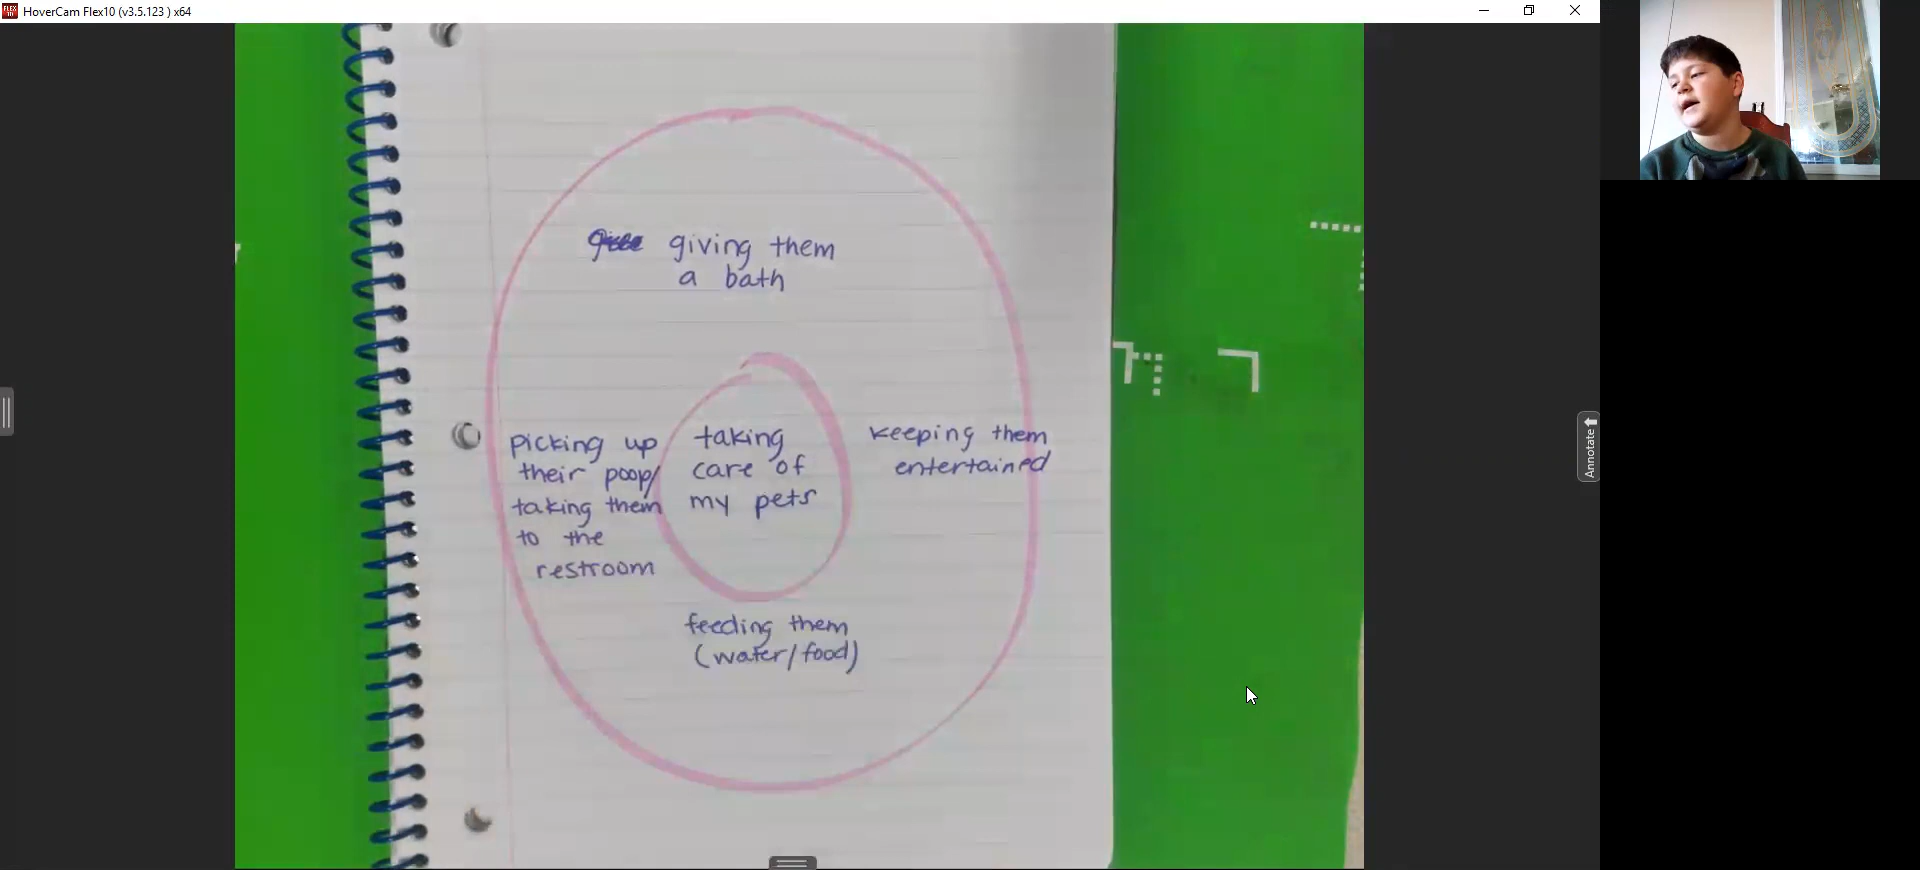 HoverCam Flex10 (v3.5.123 ) x64
giving them
a bath
picking up
their poop/
taking them
to the
restroom
taking
care of
my pets
keeping them
entertained
feeding them
(water/food)
Annotate